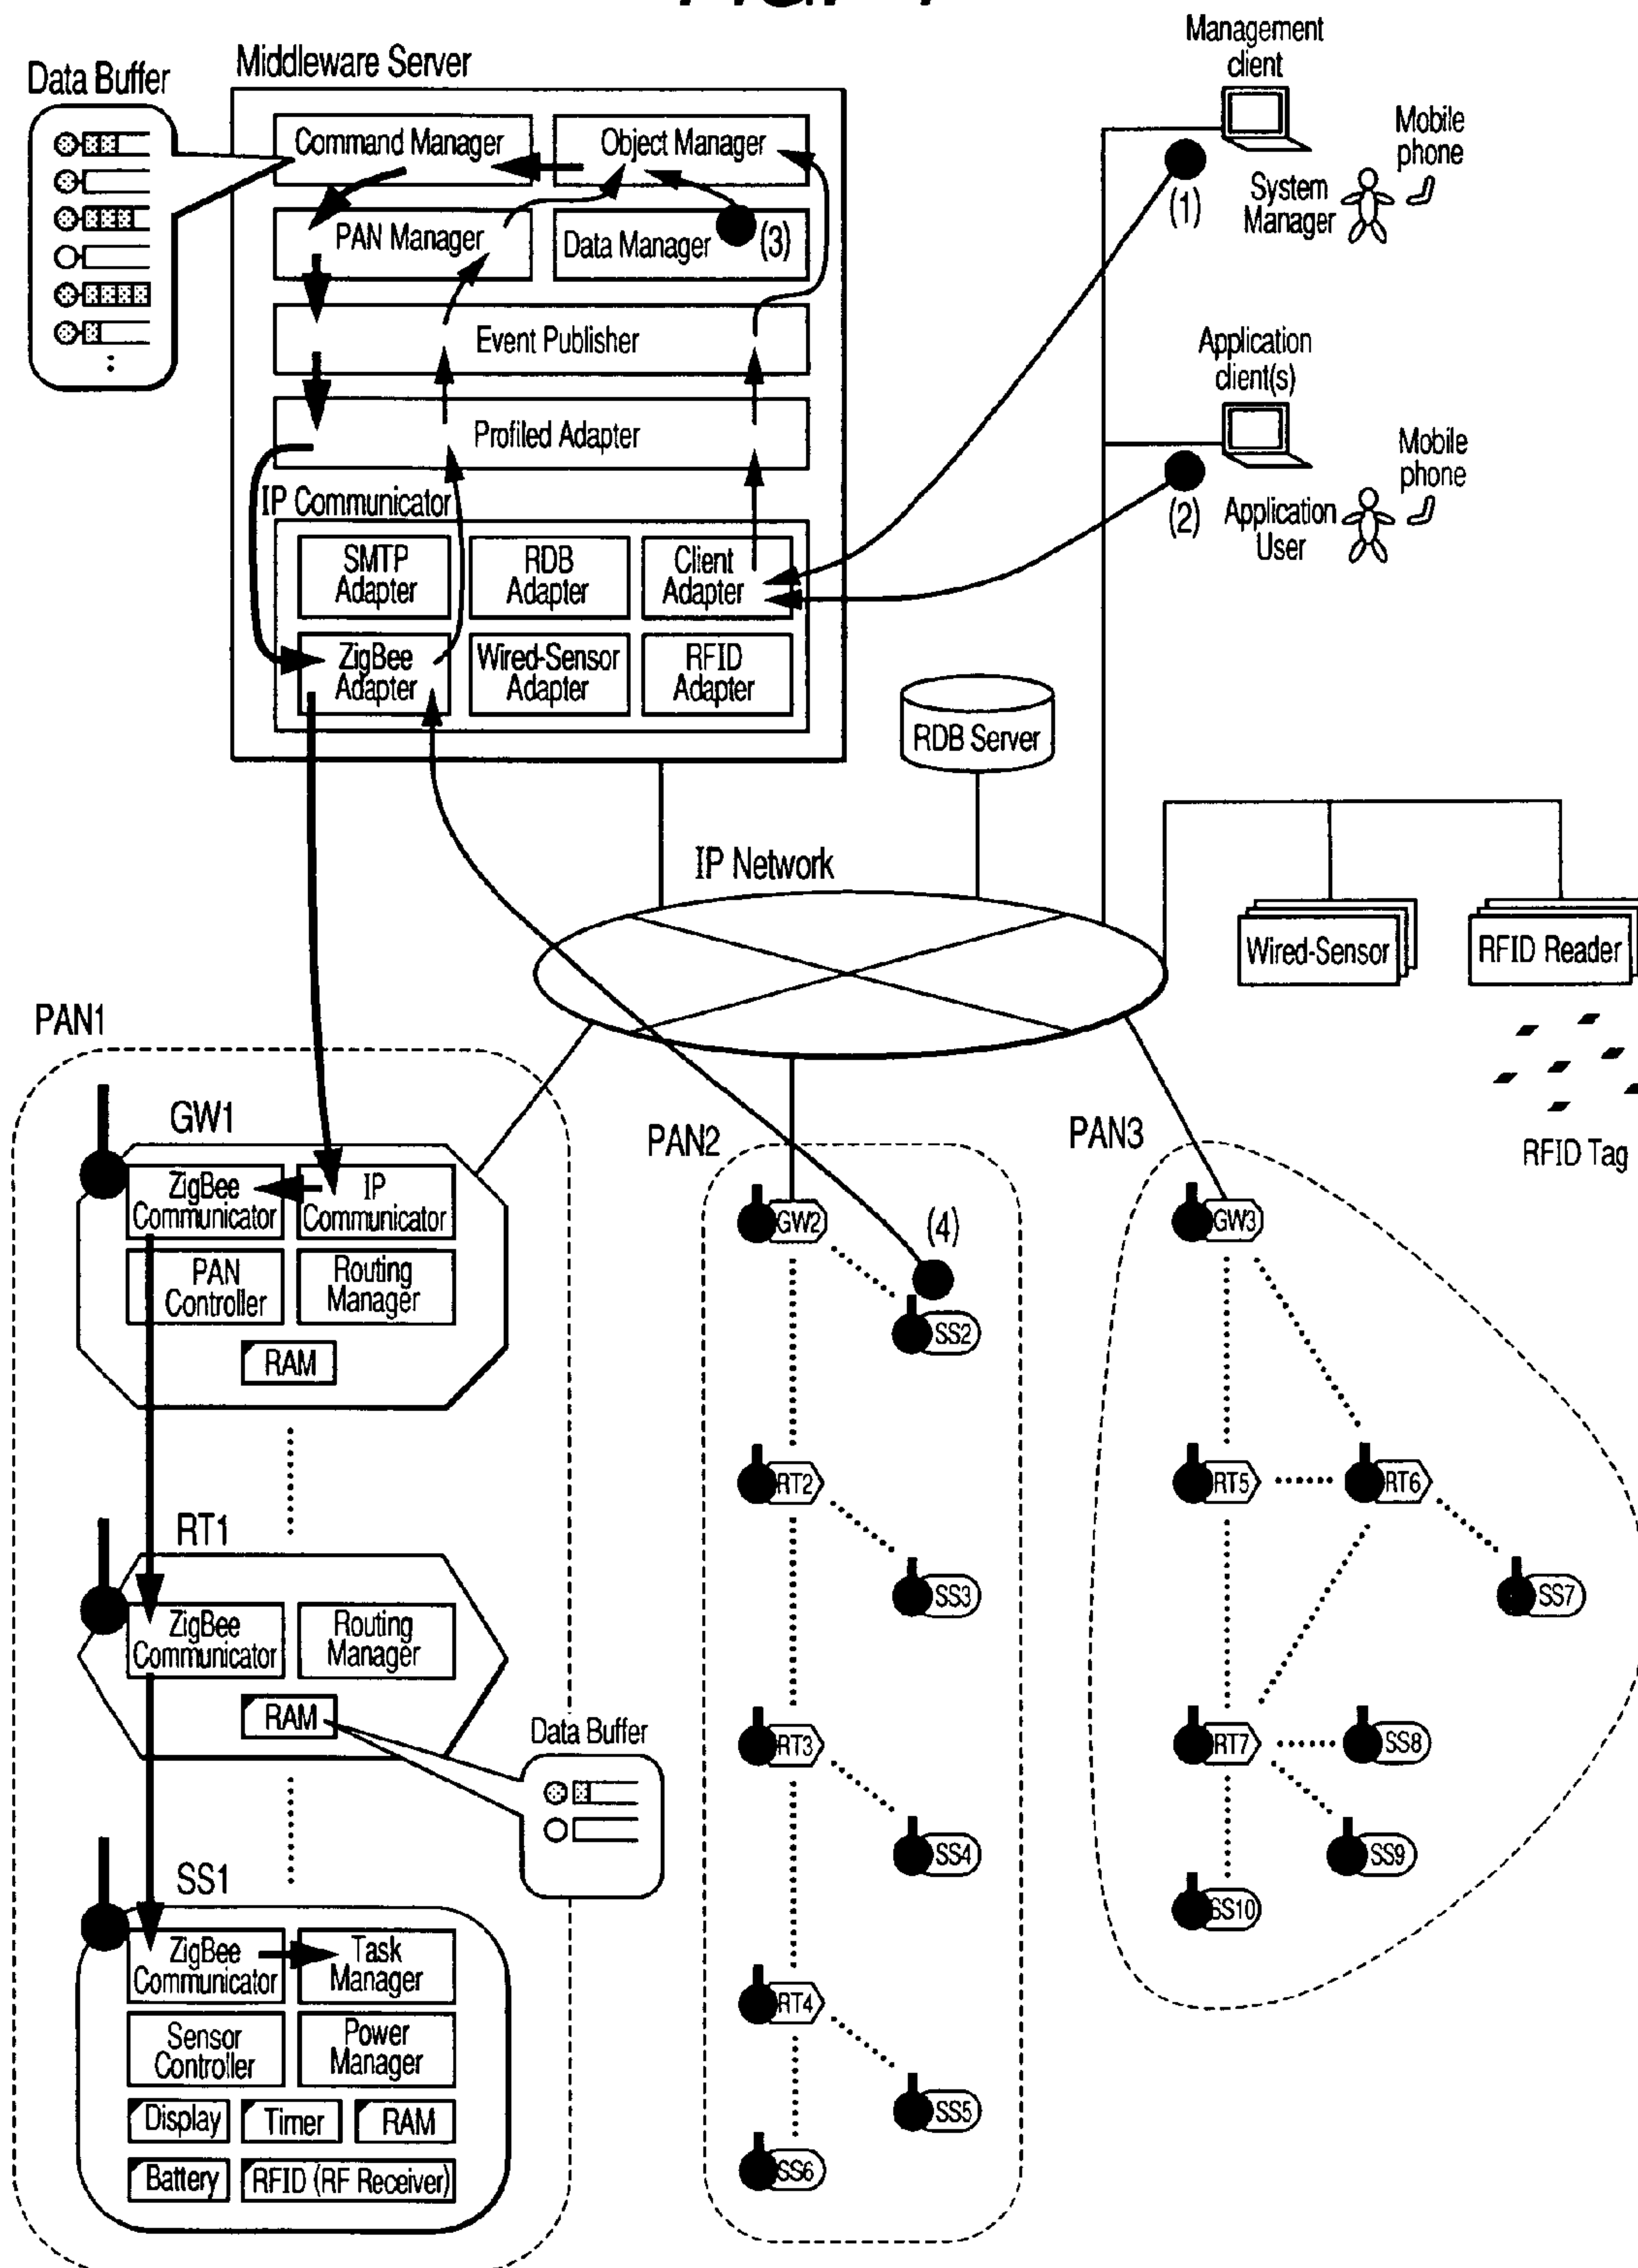 Data Buffer
Middleware Server
Command Manager
Object Manager
PAN Manager
Data Manager
(3)
Event Publisher
Profiled Adapter
IP Communicator
SMTP
Adapter
RDB
Adapter
Client
Adapter
ZigBee
Adapter
Wired-Sensor
Adapter
RFID
Adapter
Management
client
(1)
System
Manager
Mobile
phone
Application
client(s)
(2)
Application
User
Mobile
phone
RDB Server
IP Network
Wired-Sensor
RFID Reader
RFID Tag
PAN1
GW1
ZigBee
Communicator
IP
Communicator
PAN
Controller
Routing
Manager
RAM
RT1
ZigBee
Communicator
Routing
Manager
RAM
Data Buffer
SS1
ZigBee
Communicator
Task
Manager
Sensor
Controller
Power
Manager
Display
Timer
RAM
Battery
RFID (RF Receiver)
PAN2
GW2
(4)
SS2
RT2
SS3
RT3
SS4
RT4
SS5
SS6
PAN3
GW3
RT5
RT6
SS7
RT7
SS8
SS9
SS10